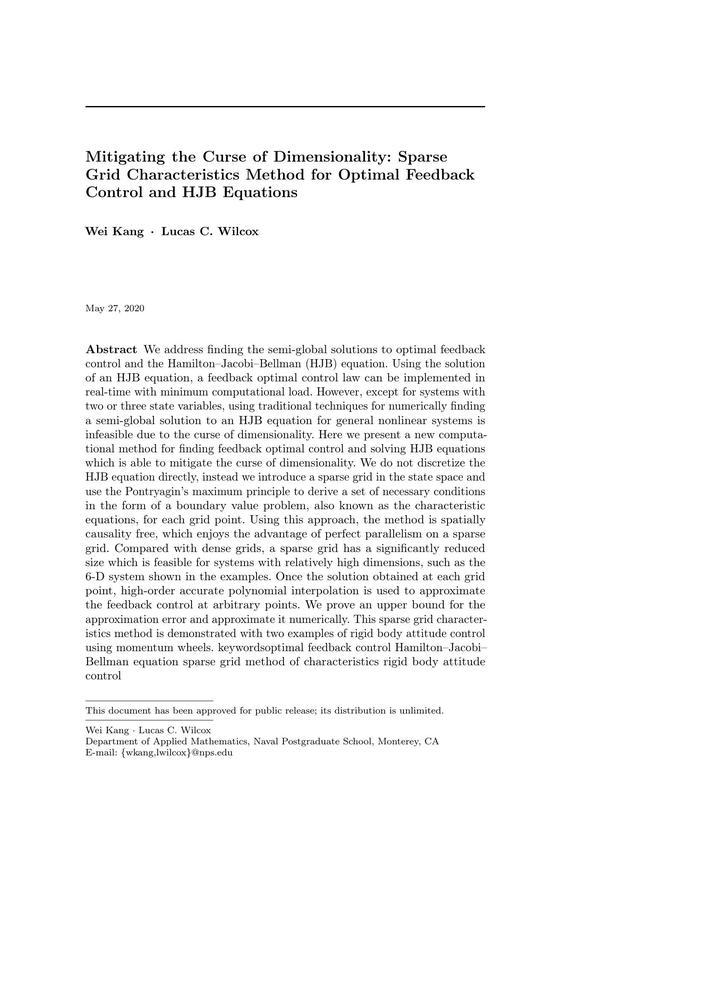 Mitigating the Curse of Dimensionality: Sparse
Grid Characteristics Method for Optimal Feedback
Control and HJB Equations
Wei Kang · Lucas C. Wilcox
May 27, 2020
Abstract We address finding the semi-global solutions to optimal feedback
control and the Hamilton–Jacobi–Bellman (HJB) equation. Using the solution
of an HJB equation, a feedback optimal control law can be implemented in
real-time with minimum computational load. However, except for systems with
two or three state variables, using traditional techniques for numerically finding
a semi-global solution to an HJB equation for general nonlinear systems is
infeasible due to the curse of dimensionality. Here we present a new computa-
tional method for finding feedback optimal control and solving HJB equations
which is able to mitigate the curse of dimensionality. We do not discretize the
HJB equation directly, instead we introduce a sparse grid in the state space and
use the Pontryagin's maximum principle to derive a set of necessary conditions
in the form of a boundary value problem, also known as the characteristic
equations, for each grid point. Using this approach, the method is spatially
causality free, which enjoys the advantage of perfect parallelism on a sparse
grid. Compared with dense grids, a sparse grid has a significantly reduced
size which is feasible for systems with relatively high dimensions, such as the
6-D system shown in the examples. Once the solution obtained at each grid
point, high-order accurate polynomial interpolation is used to approximate
the feedback control at arbitrary points. We prove an upper bound for the
approximation error and approximate it numerically. This sparse grid character-
istics method is demonstrated with two examples of rigid body attitude control
using momentum wheels. keywordsoptimal feedback control Hamilton–Jacobi–
Bellman equation sparse grid method of characteristics rigid body attitude
control
This document has been approved for public release; its distribution is unlimited.
Wei Kang · Lucas C. Wilcox
Department of Applied Mathematics, Naval Postgraduate School, Monterey, CA
E-mail: {wkang,lwilcox}@nps.edu